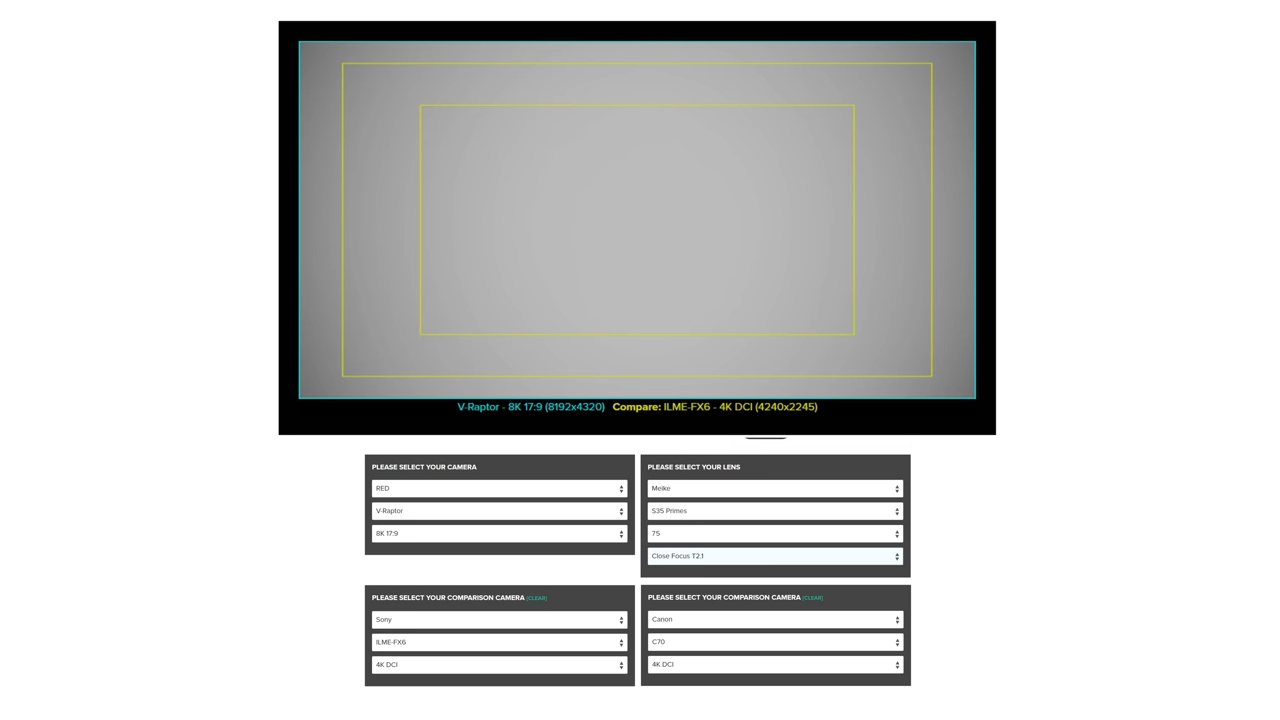 V-Raptor - 8K 17:9 (8192x4320) Compare: ILME-FX6 - 4K DCI (4240x2245)
PLEASE SELECT YOUR CAMERA
RED
V-Raptor
8K 17:9
PLEASE SELECT YOUR LENS
Meike
S35 Primes
75
Close Focus T2.1
PLEASE SELECT YOUR COMPARISON CAMERA [CLEAR]
Sony
ILME-FX6
4K DCI
PLEASE SELECT YOUR COMPARISON CAMERA [CLEAR]
Canon
C70
4K DCI